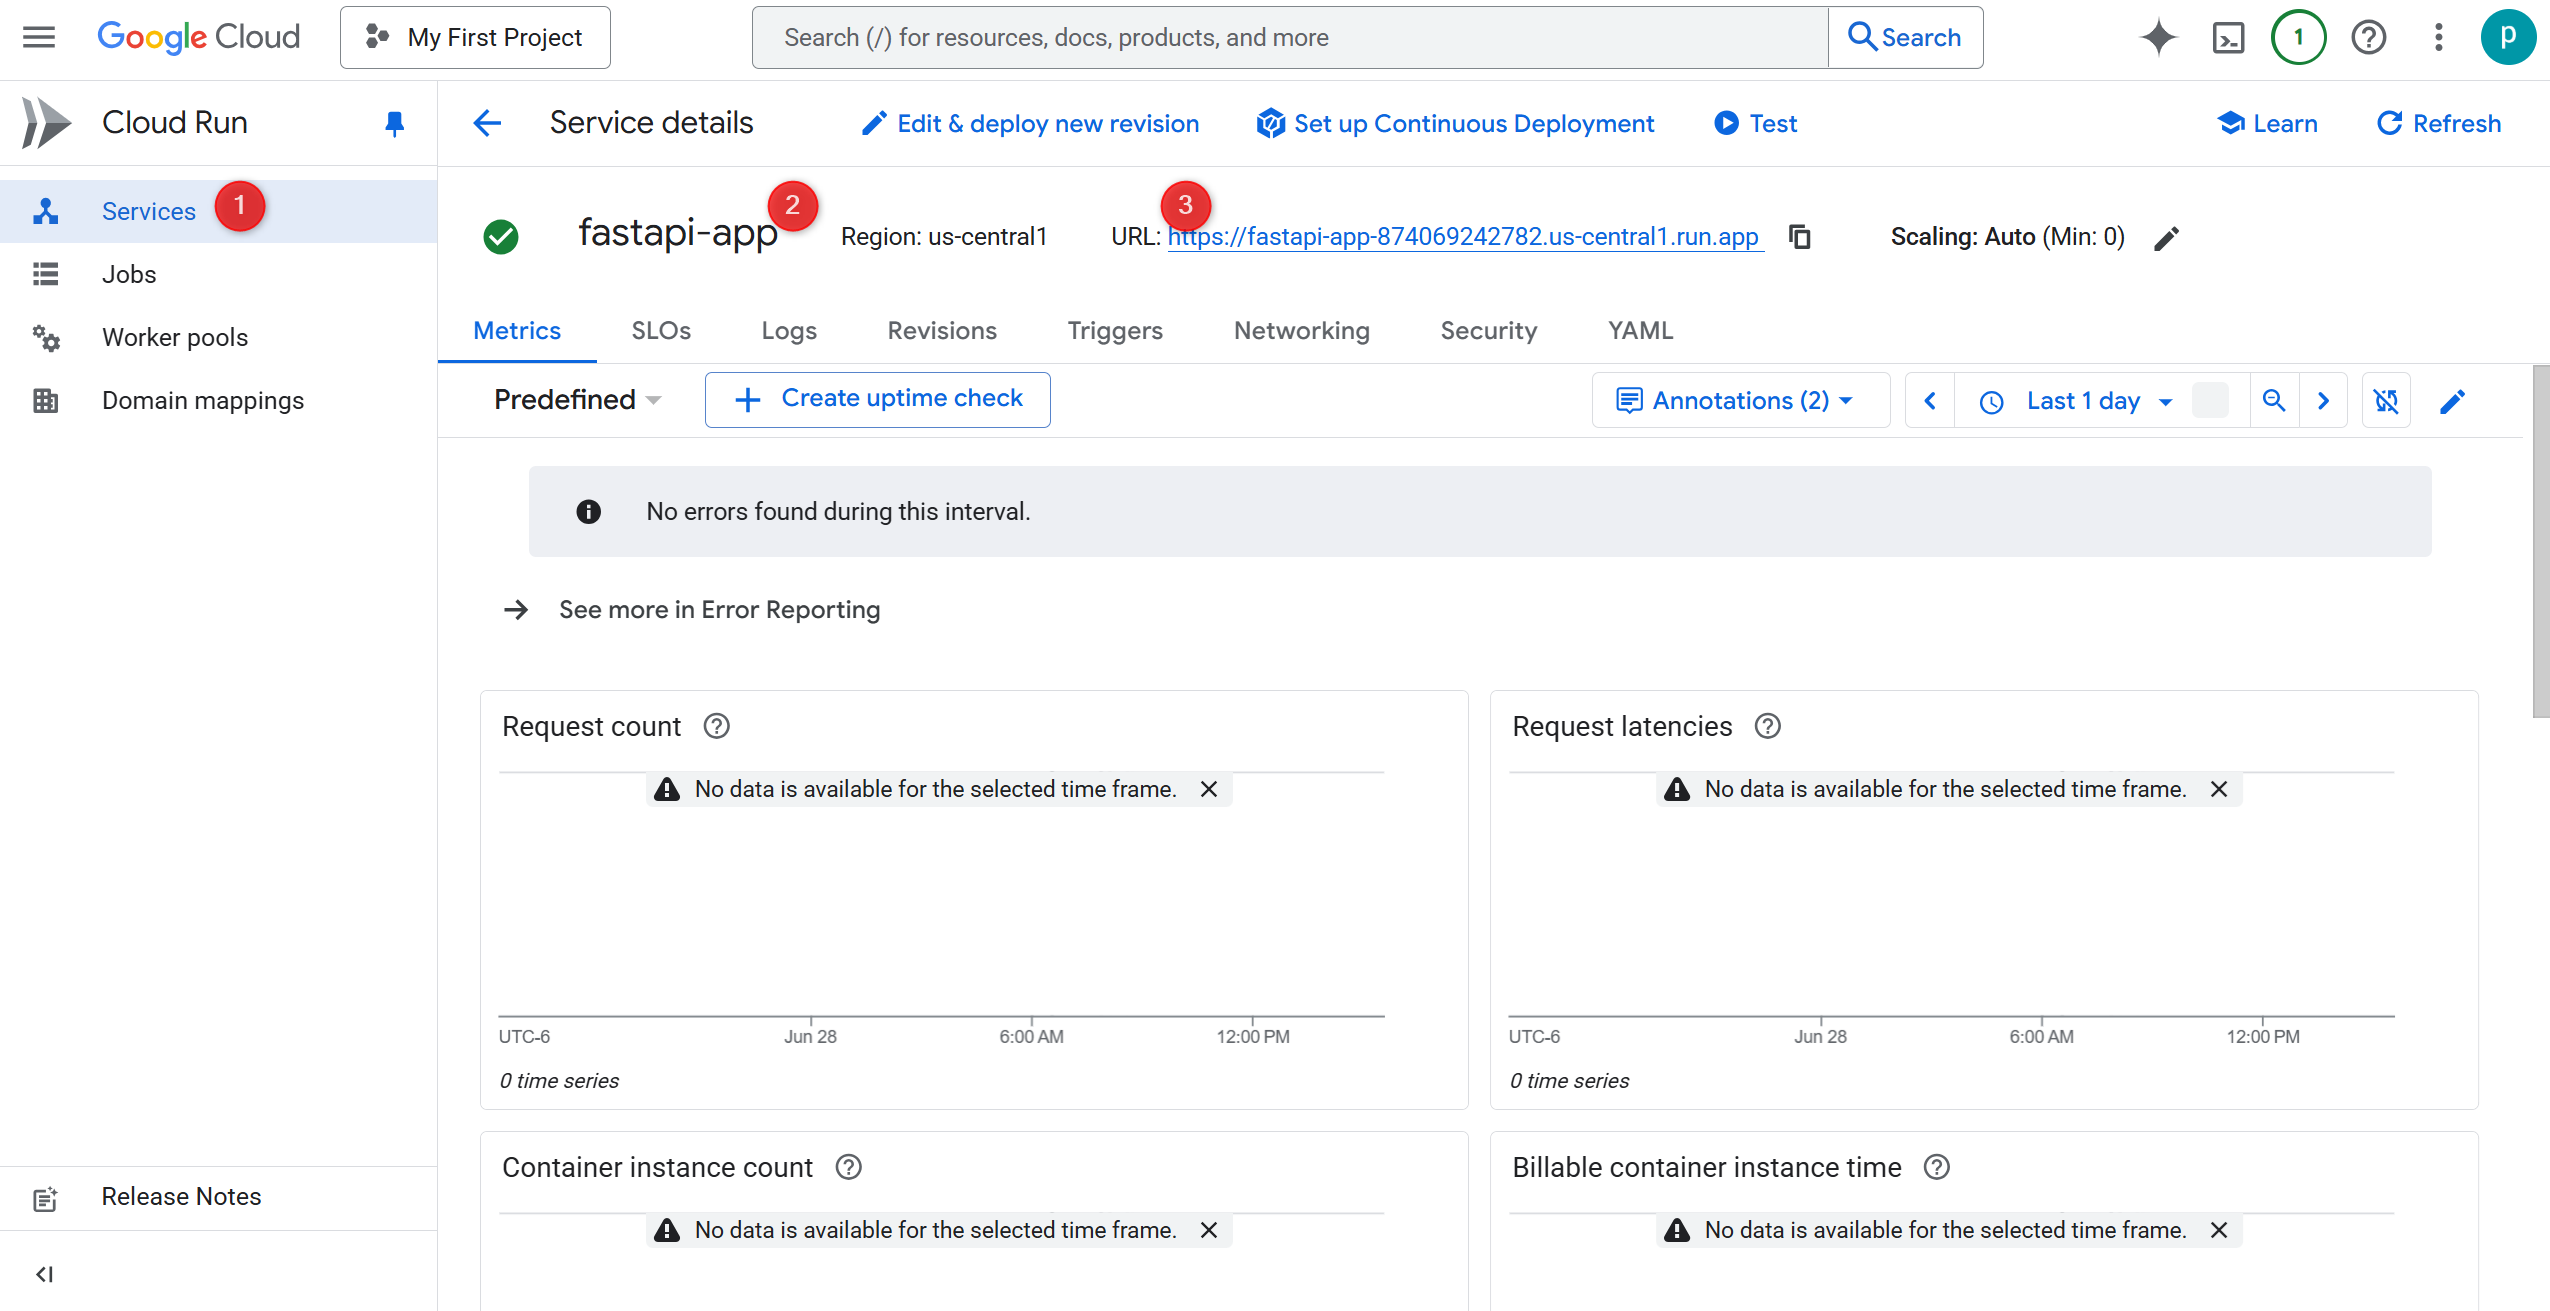 Google Cloud
My First Project
Search (/) for resources, docs, products, and more
Search
1
p
Cloud Run
Service details
Edit & deploy new revision
Set up Continuous Deployment
Test
Learn
Refresh
Services
1
Jobs
Worker pools
Domain mappings
fastapi-app
2
Region: us-central1
3
URL: https://fastapi-app-874069242782.us-central1.run.app
Scaling: Auto (Min: 0)
Metrics
SLOs
Logs
Revisions
Triggers
Networking
Security
YAML
Predefined
Create uptime check
Annotations (2)
Last 1 day
No errors found during this interval.
See more in Error Reporting
Request count
No data is available for the selected time frame.
UTC-6
Jun 28
6:00 AM
12:00 PM
0 time series
Request latencies
No data is available for the selected time frame.
UTC-6
Jun 28
6:00 AM
12:00 PM
0 time series
Container instance count
No data is available for the selected time frame.
Billable container instance time
No data is available for the selected time frame.
Release Notes